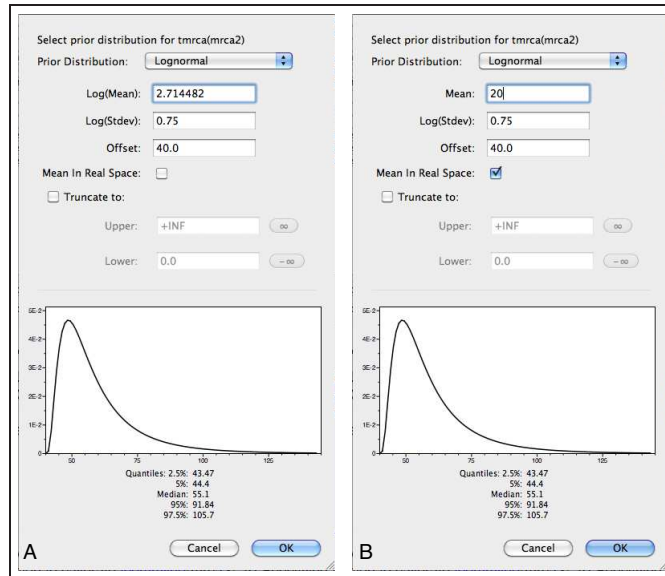 Select prior distribution for tmrca(mrca2)
Prior Distribution: Lognormal
Log(Mean): 2.714482
Log(Stdev): 0.75
Offset: 40.0
Mean In Real Space:
Truncate to:
Upper: +INF ∞
Lower: 0.0 -∞
5E-2
4E-2
3E-2
2E-2
1E-2
0
50 75 100 125
Quantiles: 2.5%: 43.47
5%: 44.4
Median: 55.1
95%: 91.84
97.5%: 105.7
A
Cancel OK
Select prior distribution for tmrca(mrca2)
Prior Distribution: Lognormal
Mean: 20
Log(Stdev): 0.75
Offset: 40.0
Mean In Real Space:
Truncate to:
Upper: +INF ∞
Lower: 0.0 -∞
5E-2
4E-2
3E-2
2E-2
1E-2
0
50 75 100 125
Quantiles: 2.5%: 43.47
5%: 44.4
Median: 55.1
95%: 91.84
97.5%: 105.7
B
Cancel OK